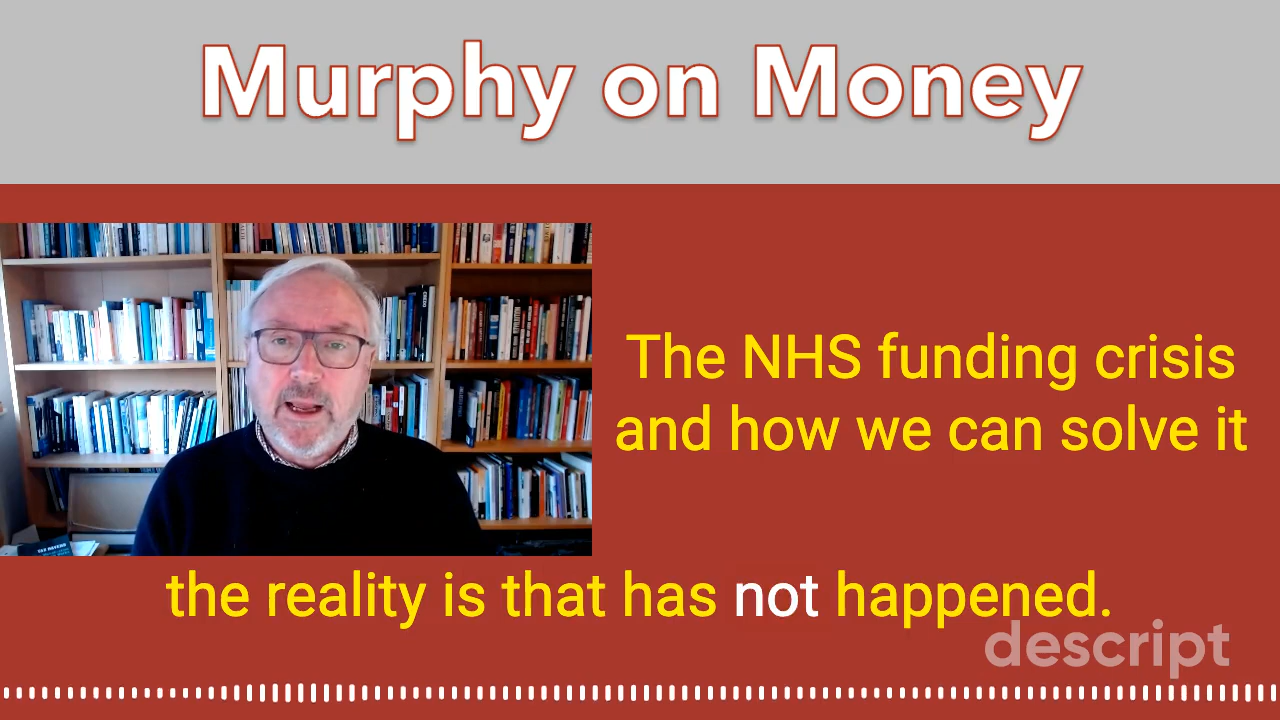 Murphy on Money
The NHS funding crisis
and how we can solve it
the reality is that has not happened.
descript